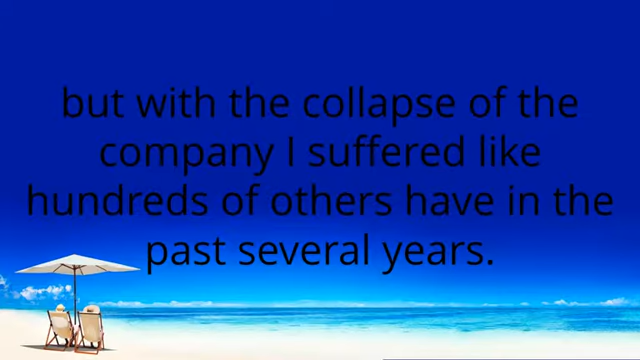 but with the collapse of the
company I suffered like
hundreds of others have in the
past several years.